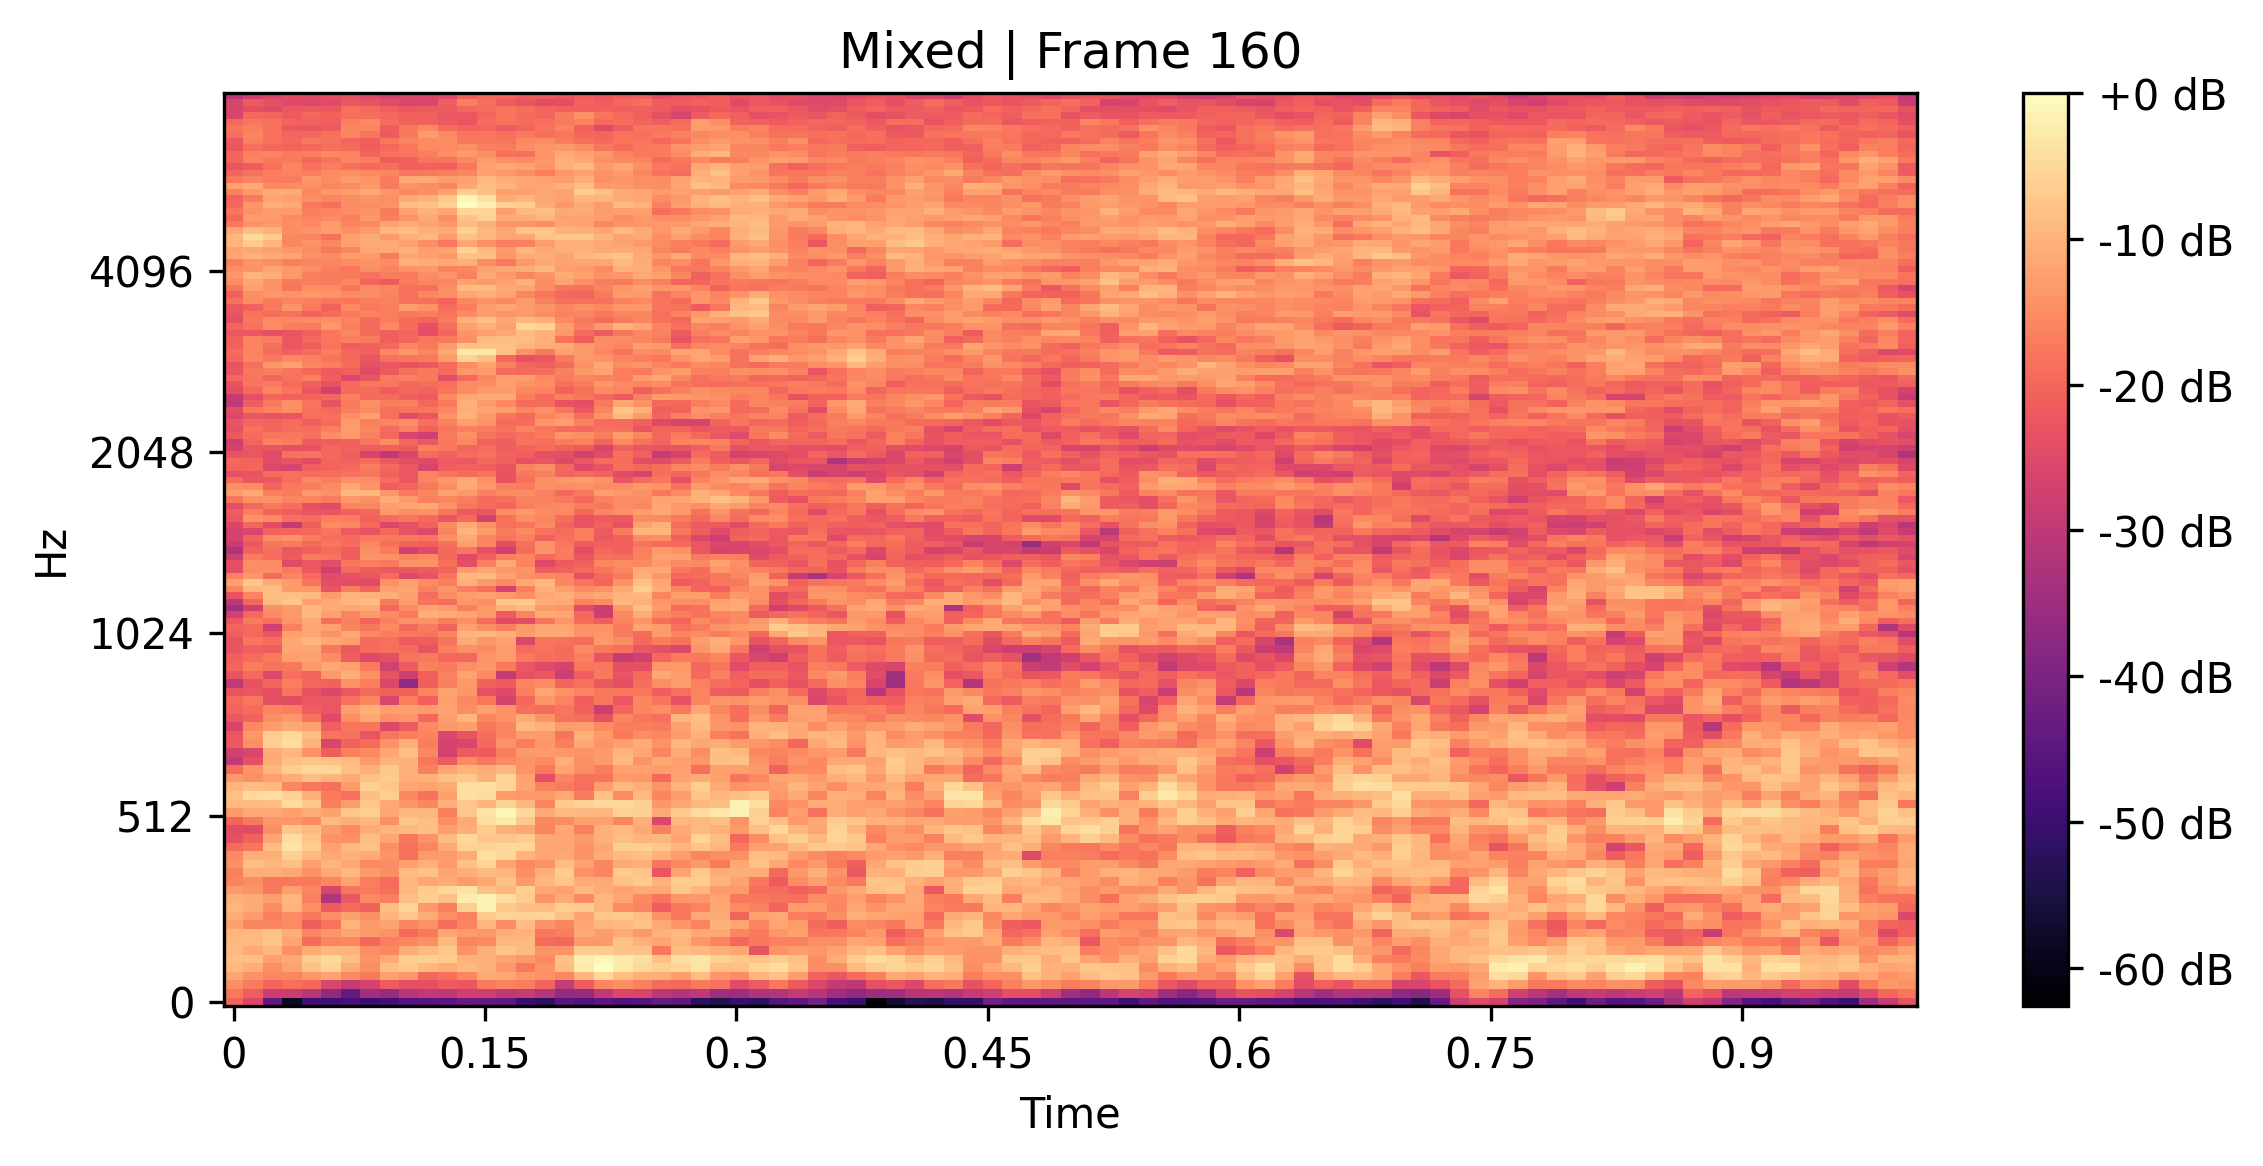 Mixed | Frame 160
+0 dB
-10 dB
-20 dB
-30 dB
-40 dB
-50 dB
-60 dB
4096
2048
1024
512
0
Hz
0 0.15 0.3 0.45 0.6 0.75 0.9
Time